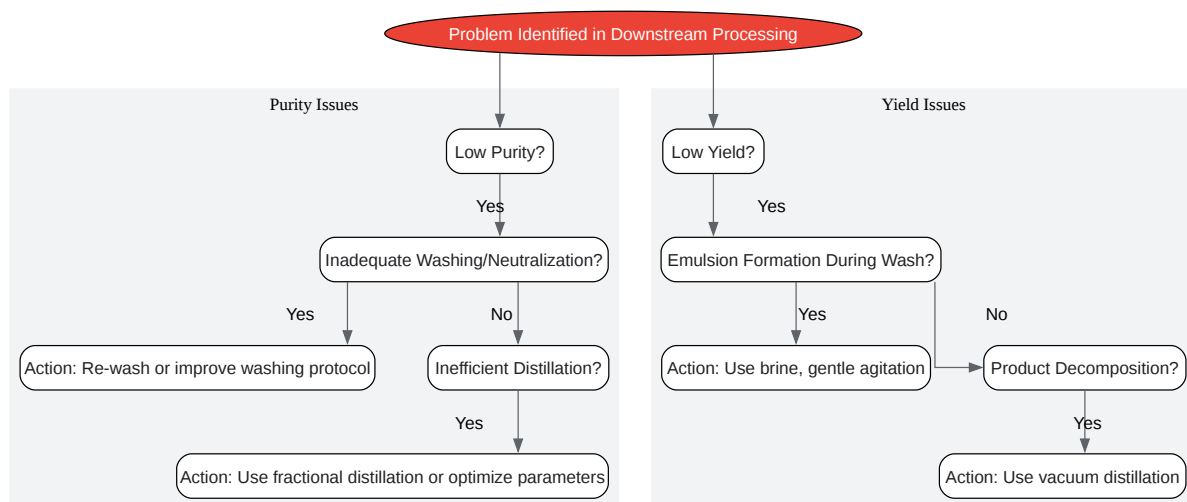 Problem Identified in Downstream Processing
Purity Issues
Low Purity?
Yes
Inadequate Washing/Neutralization?
Yes
No
Action: Re-wash or improve washing protocol
Inefficient Distillation?
Yes
Action: Use fractional distillation or optimize parameters
Yield Issues
Low Yield?
Yes
Emulsion Formation During Wash?
Yes
No
Action: Use brine, gentle agitation
Product Decomposition?
Yes
Action: Use vacuum distillation